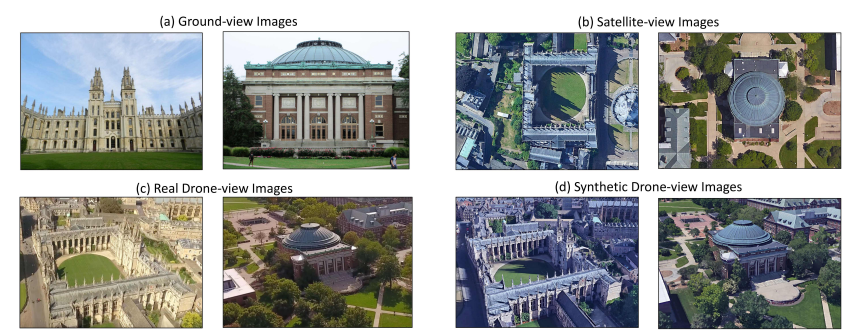 (a) Ground-view Images
(b) Satellite-view Images
(c) Real Drone-view Images
(d) Synthetic Drone-view Images